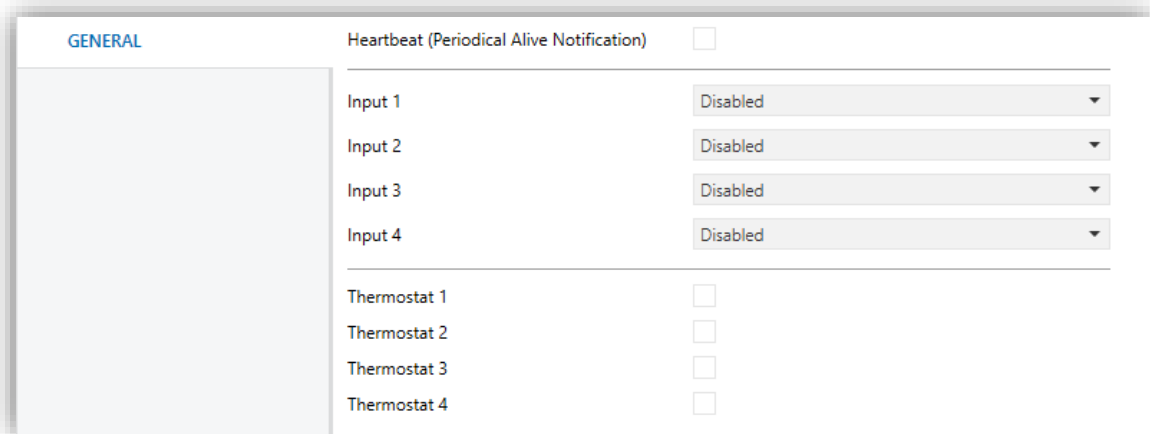 GENERAL
Heartbeat (Periodical Alive Notification)
Input 1 Disabled
Input 2 Disabled
Input 3 Disabled
Input 4 Disabled
Thermostat 1
Thermostat 2
Thermostat 3
Thermostat 4